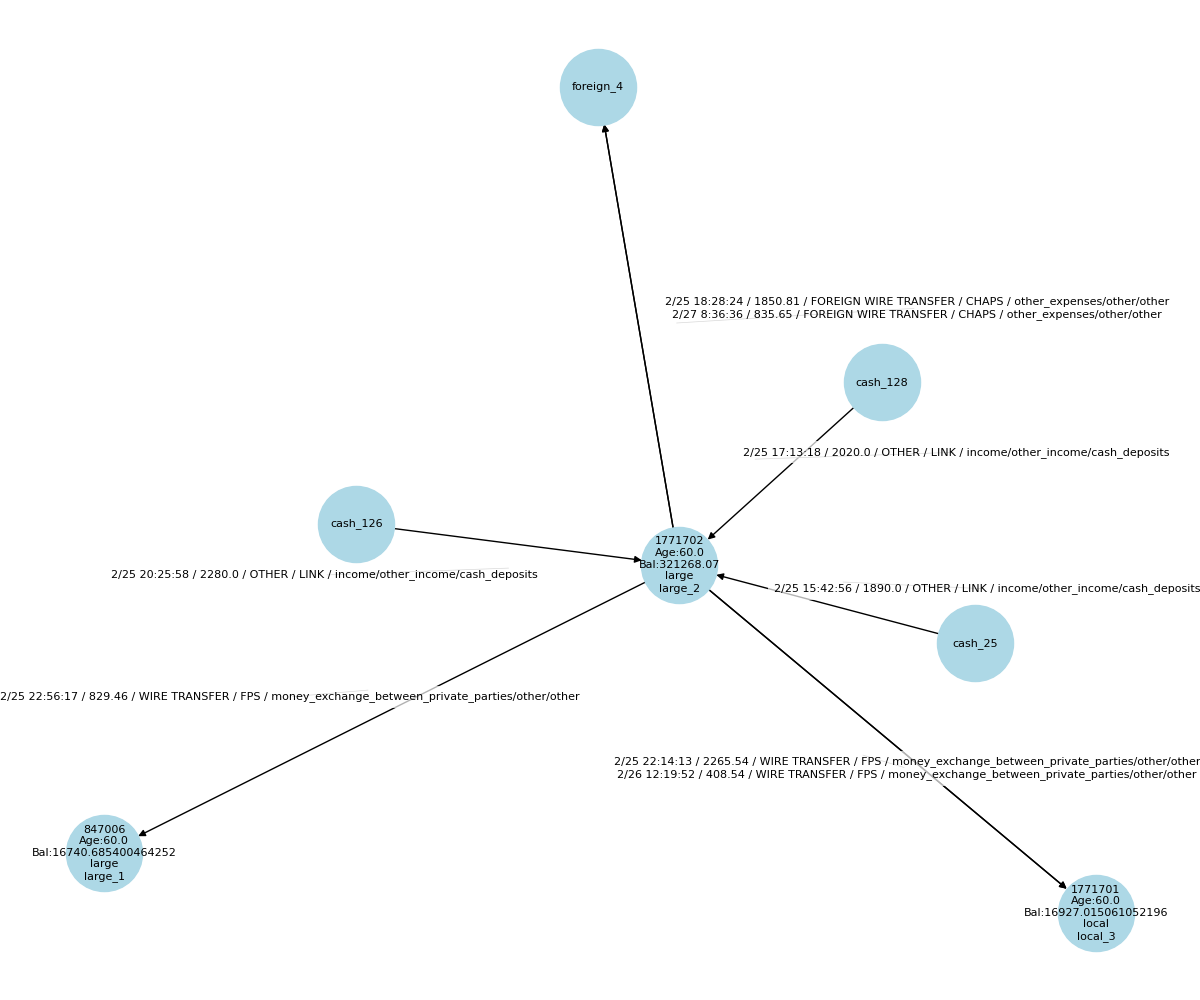 foreign_4
2/25 18:28:24 / 1850.81 / FOREIGN WIRE TRANSFER / CHAPS / other_expenses/other/other
2/27 8:36:36 / 835.65 / FOREIGN WIRE TRANSFER / CHAPS / other_expenses/other/other
cash_128
2/25 17:13:18 / 2020.0 / OTHER / LINK / income/other_income/cash_deposits
cash_126
1771702
Age:60.0
Bal:321268.07
large
large_2
2/25 20:25:58 / 2280.0 / OTHER / LINK / income/other_income/cash_deposits
2/25 15:42:56 / 1890.0 / OTHER / LINK / income/other_income/cash_deposits
cash_25
2/25 22:56:17 / 829.46 / WIRE TRANSFER / FPS / money_exchange_between_private_parties/other/other
2/25 22:14:13 / 2265.54 / WIRE TRANSFER / FPS / money_exchange_between_private_parties/other/other
2/26 12:19:52 / 408.54 / WIRE TRANSFER / FPS / money_exchange_between_private_parties/other/other
847006
Age:60.0
Bal:16740.685400464252
large
large_1
1771701
Age:60.0
Bal:16927.015061052196
local
local_3